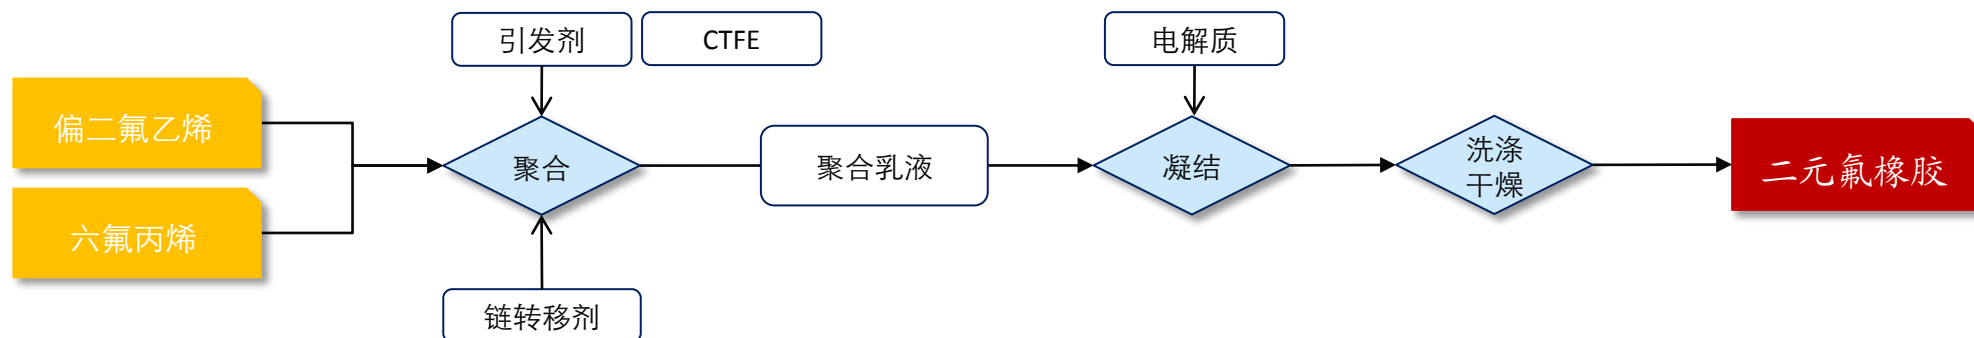 引发剂
CTFE
电解质
偏二氟乙烯
六氟丙烯
聚合
聚合乳液
凝结
洗涤
干燥
二元氟橡胶
链转移剂